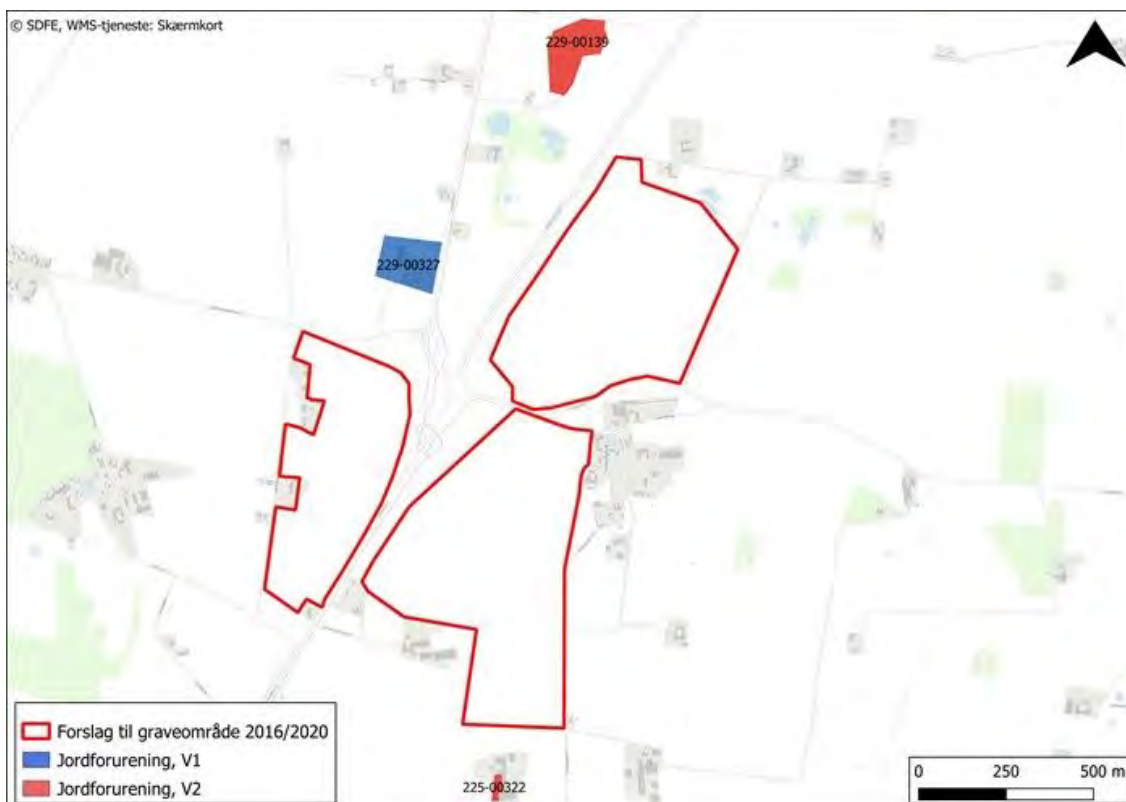 © SDFE, WMS-tjeneste: Skærmkort
229-00139
229-00327
Forslag til graveområde 2016/2020
Jordforurening, V1
Jordforurening, V2
225-00322
0 250 500 m